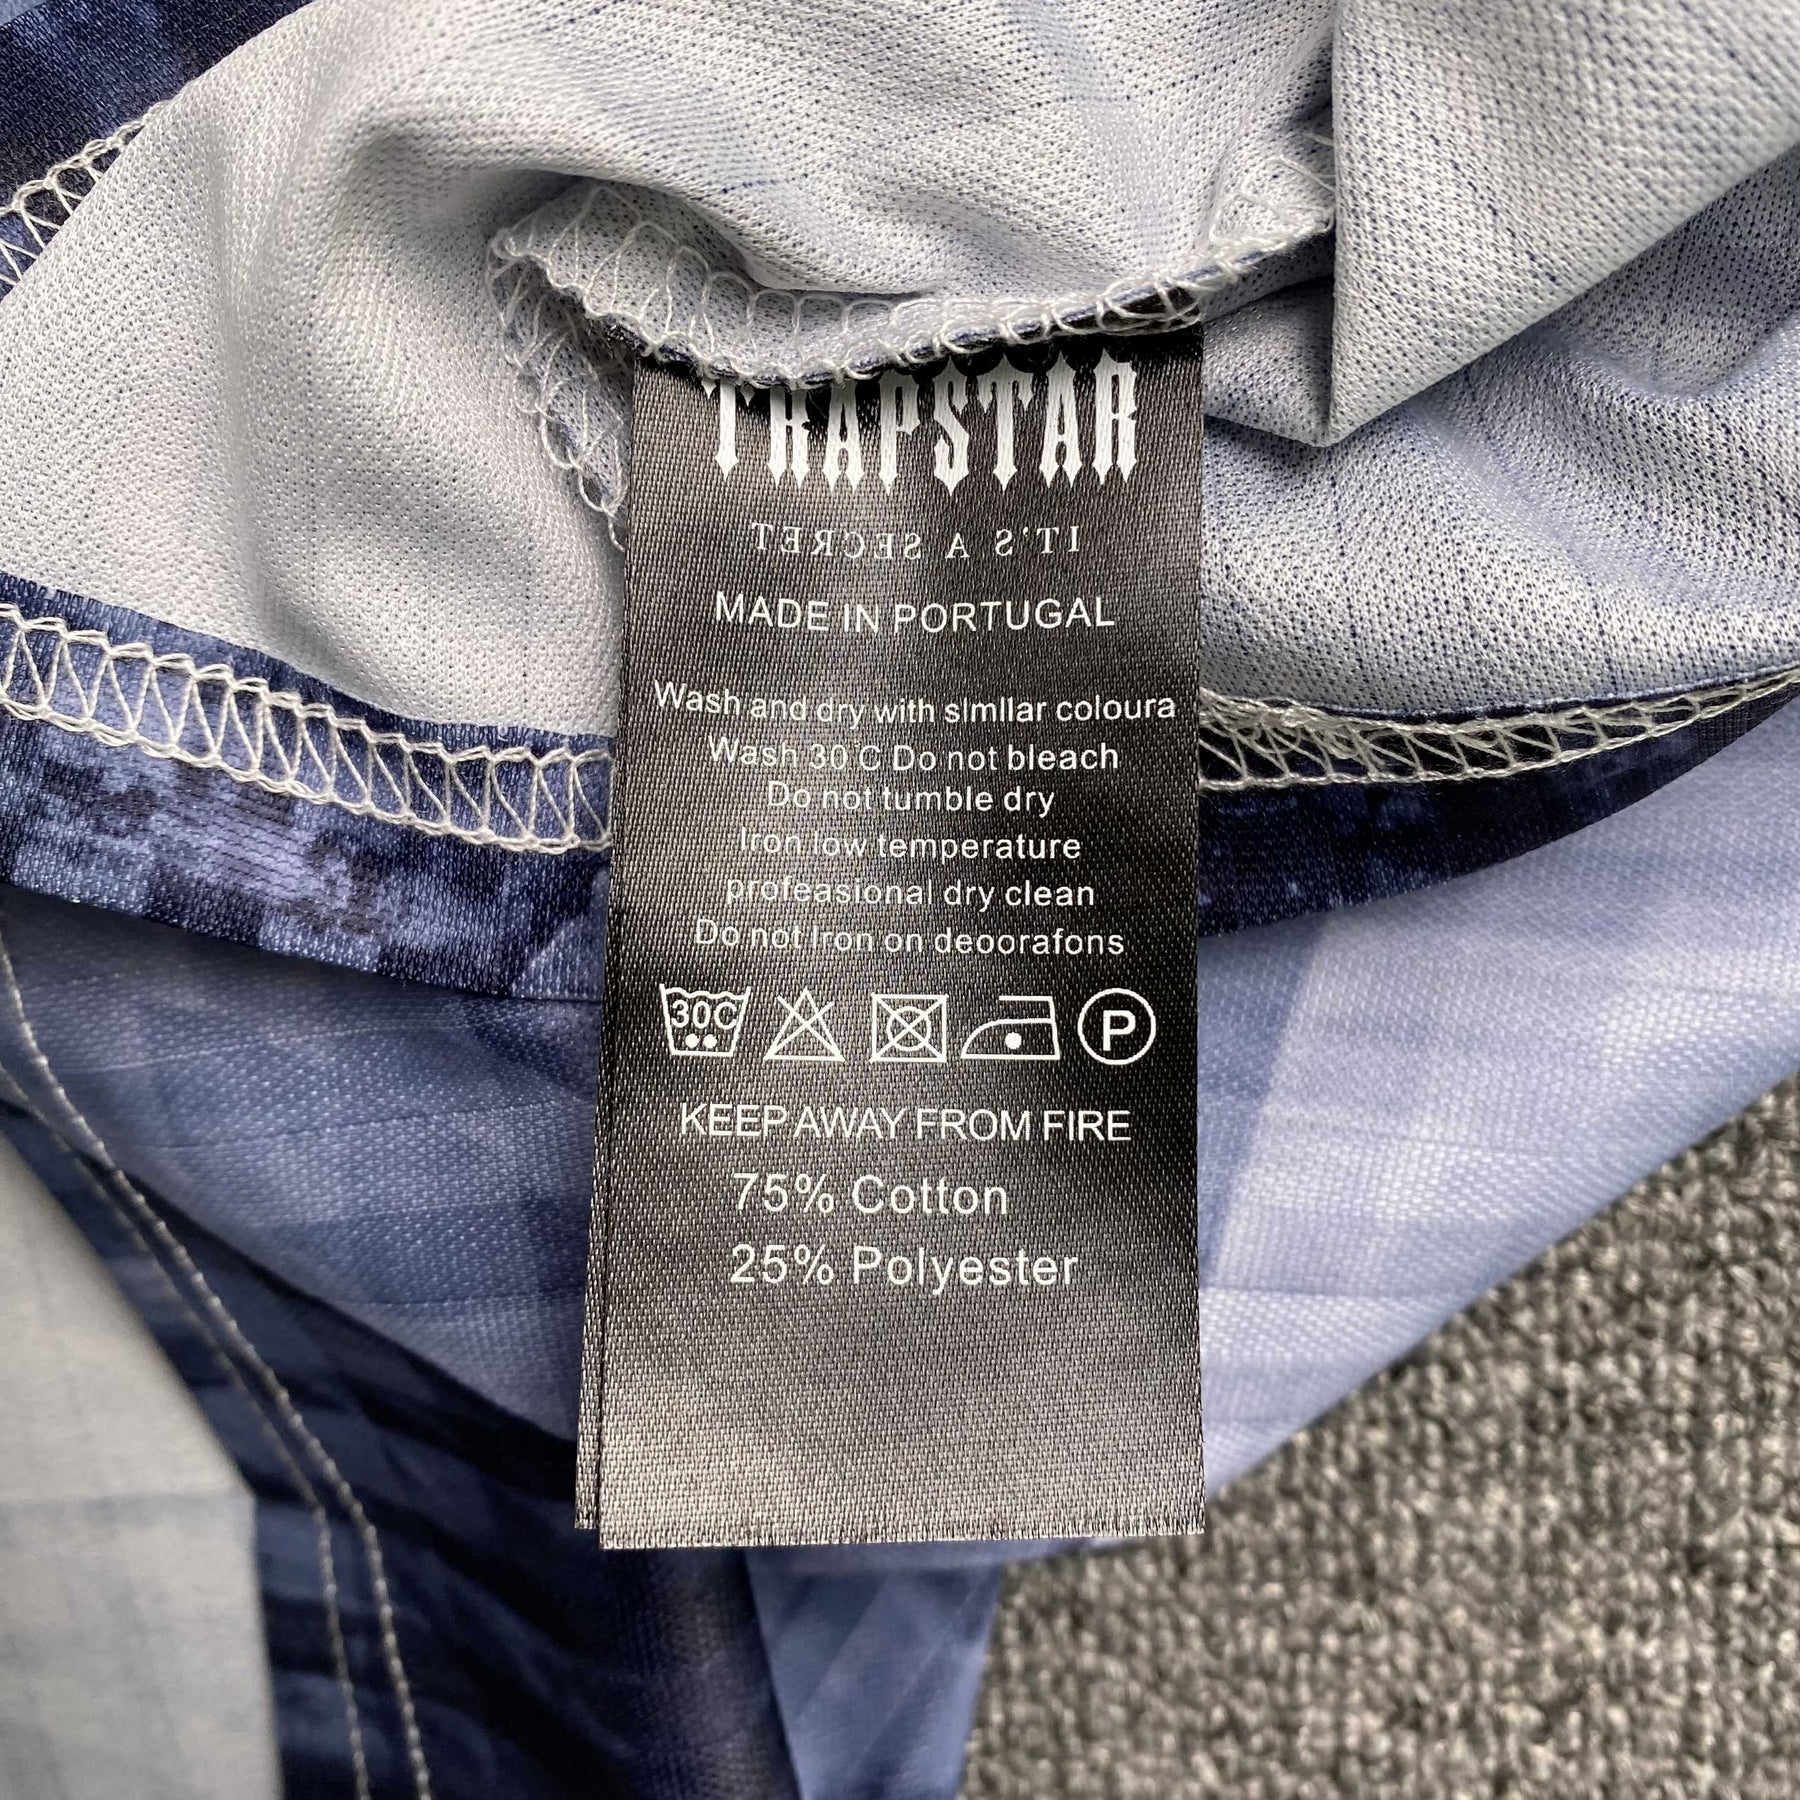 TRAPSTAR
IT'S A SECRET
MADE IN PORTUGAL
Wash and dry with simllar coloura
Wash 30 C Do not bleach
Do not tumble dry
Iron low temperature
profeasional dry clean
Do not Iron on deoorafons
30C P
KEEP AWAY FROM FIRE
75% Cotton
25% Polyester